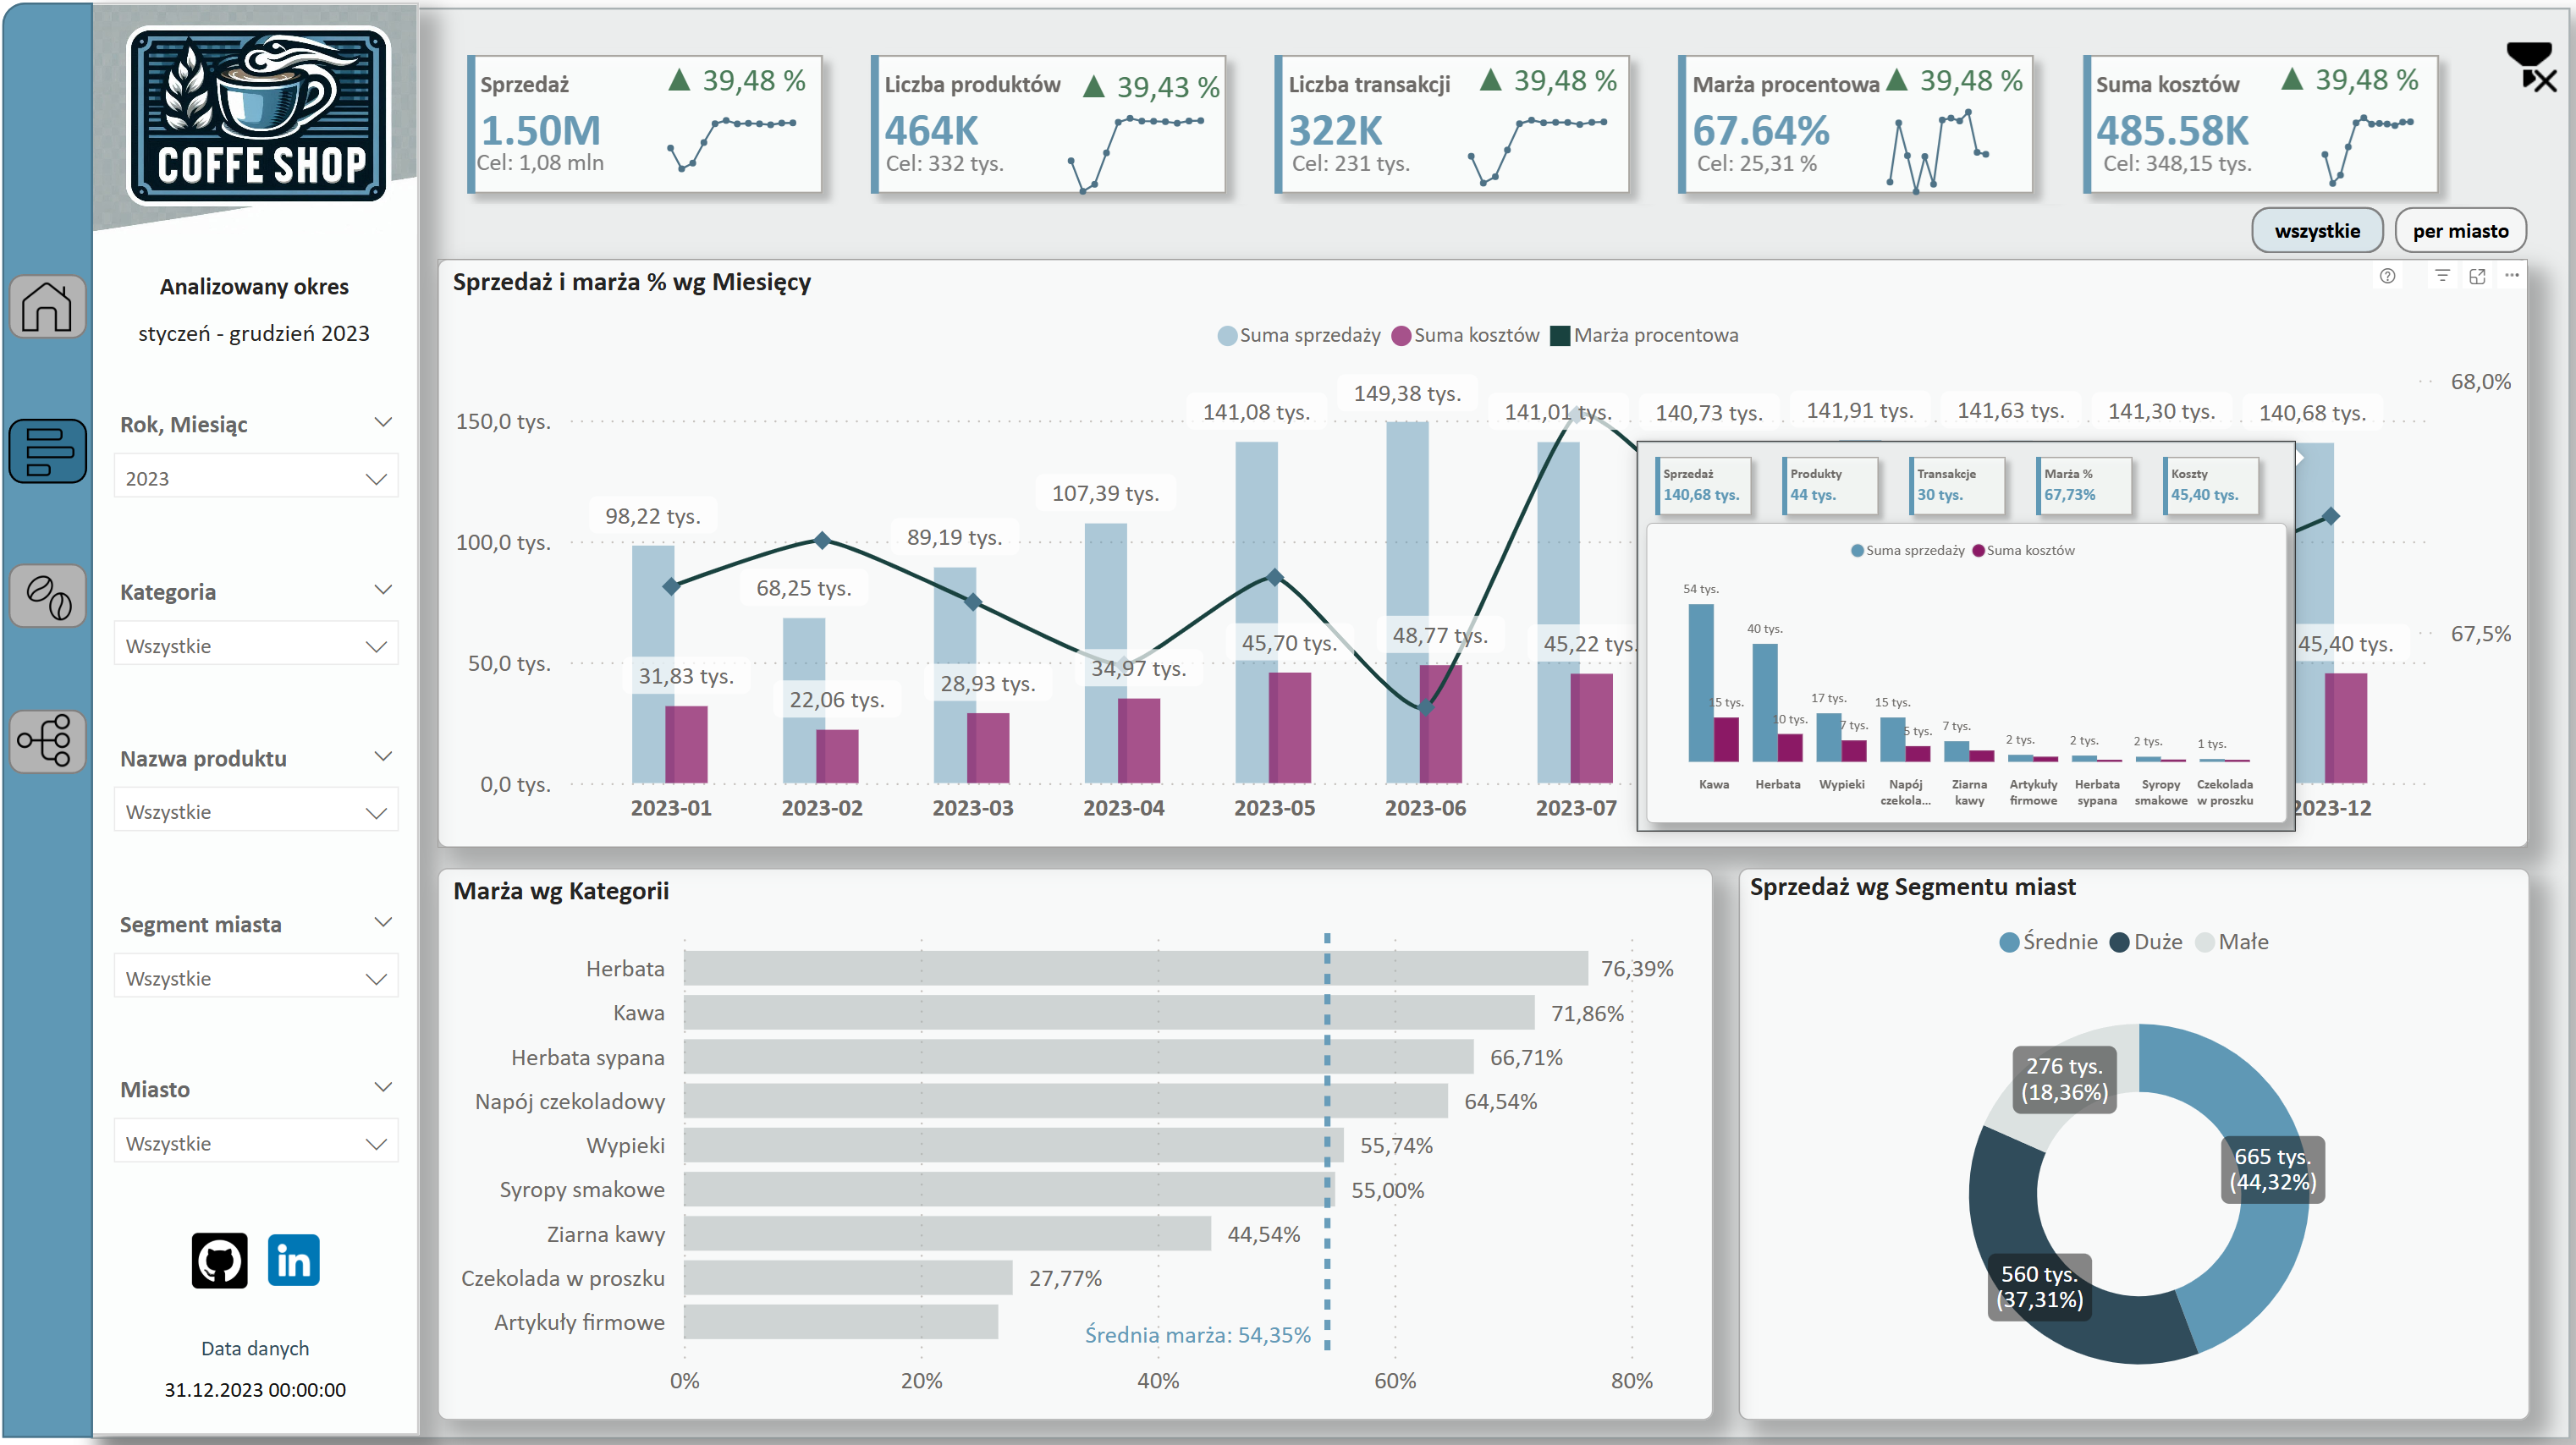 COFFE SHOP
Analizowany okres
styczeń - grudzień 2023
Rok, Miesiąc
2023
Kategoria
Wszystkie
Nazwa produktu
Wszystkie
Segment miasta
Wszystkie
Miasto
Wszystkie
in
Data danych
31.12.2023 00:00:00
Sprzedaż ▲ 39,48 %
1.50M
Cel: 1,08 mln
Liczba produktów ▲ 39,43 %
464K
Cel: 332 tys.
Liczba transakcji ▲ 39,48 %
322K
Cel: 231 tys.
Marża procentowa ▲ 39,48 %
67.64%
Cel: 25,31 %
Suma kosztów ▲ 39,48 %
485.58K
Cel: 348,15 tys.
wszystkie per miasto
Sprzedaż i marża % wg Miesięcy
Suma sprzedaży Suma kosztów Marża procentowa
150,0 tys.
100,0 tys.
50,0 tys.
0,0 tys.
68,0%
67,5%
98,22 tys. 68,25 tys. 89,19 tys. 107,39 tys. 141,08 tys. 149,38 tys. 141,01 tys. 140,73 tys. 141,91 tys. 141,63 tys. 141,30 tys. 140,68 tys.
31,83 tys. 22,06 tys. 28,93 tys. 34,97 tys. 45,70 tys. 48,77 tys. 45,22 tys. 45,40 tys.
2023-01 2023-02 2023-03 2023-04 2023-05 2023-06 2023-07 2023-12
Sprzedaż
140,68 tys.
Produkty
44 tys.
Transakcje
30 tys.
Marża %
67,73%
Koszty
45,40 tys.
Suma sprzedaży Suma kosztów
54 tys. 40 tys. 17 tys. 15 tys. 7 tys. 2 tys. 2 tys. 2 tys. 1 tys.
15 tys. 10 tys. 7 tys. 5 tys.
Kawa
Herbata
Wypieki
Napój
czekola...
Ziarna
kawy
Artykuły
firmowe
Herbata
sypana
Syropy
smakowe
Czekolada
w proszku
Marża wg Kategorii
Herbata 76,39%
Kawa 71,86%
Herbata sypana 66,71%
Napój czekoladowy 64,54%
Wypieki 55,74%
Syropy smakowe 55,00%
Ziarna kawy 44,54%
Czekolada w proszku 27,77%
Artykuły firmowe
Średnia marża: 54,35%
0% 20% 40% 60% 80%
Sprzedaż wg Segmentu miast
Średnie Duże Małe
276 tys.
(18,36%)
665 tys.
(44,32%)
560 tys.
(37,31%)